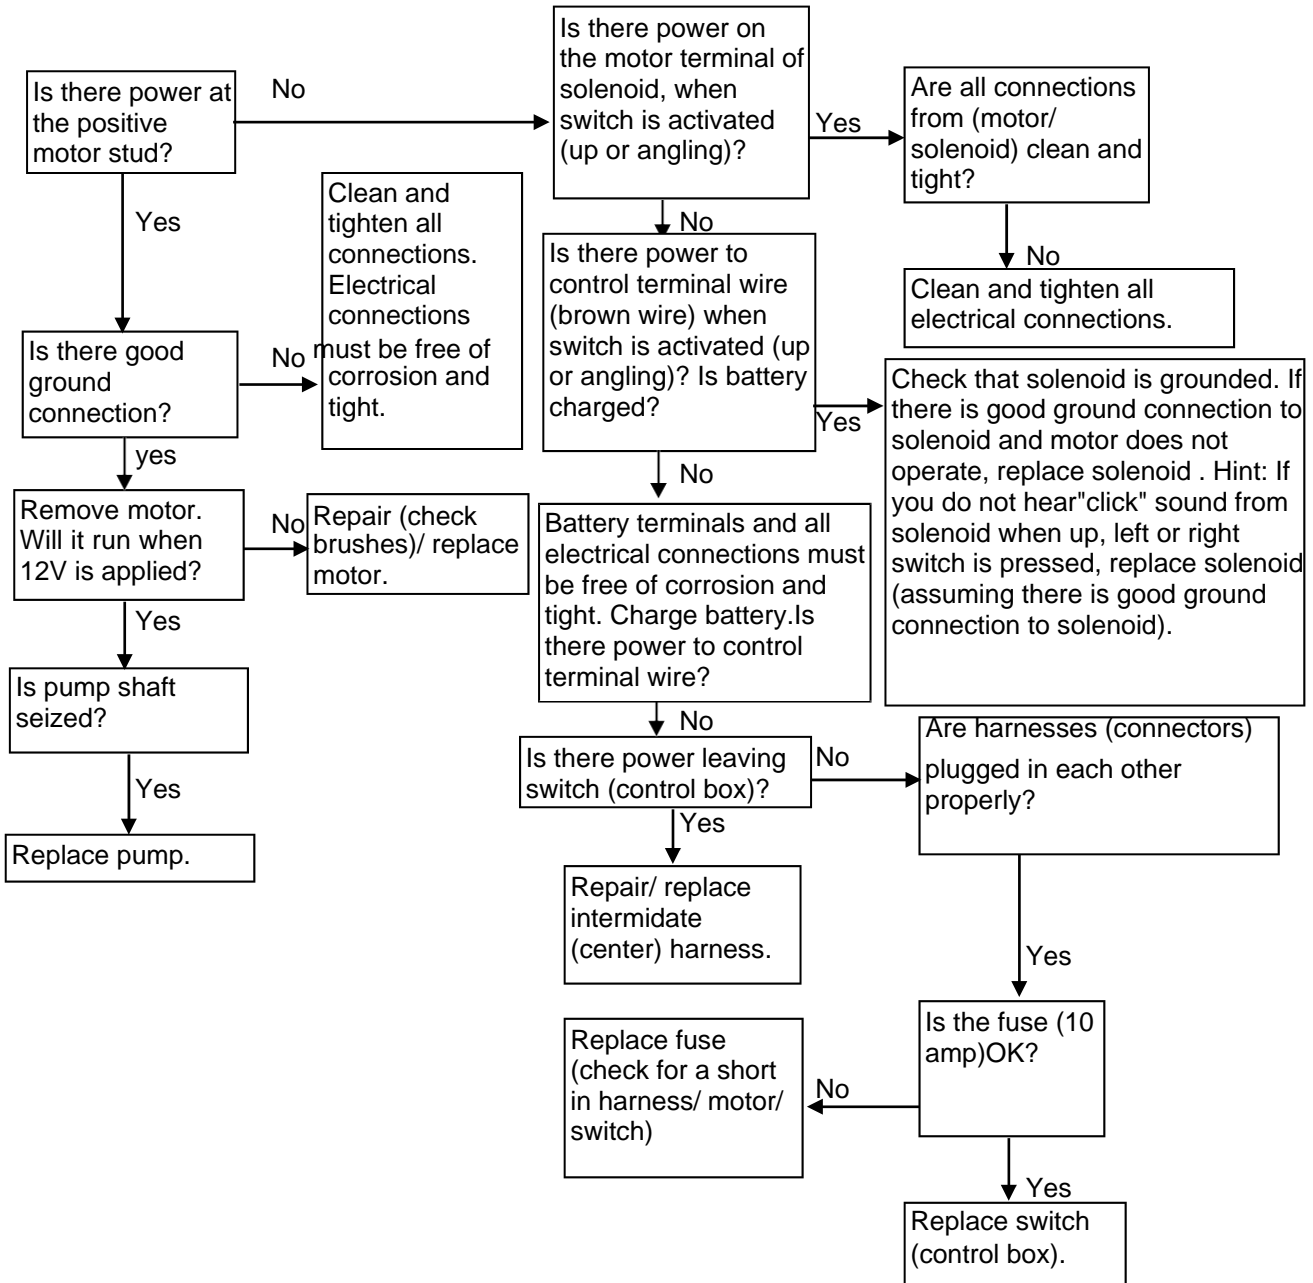 Is there power at
the positive
motor stud?
No
Is there power on
the motor terminal of
solenoid, when
switch is activated
(up or angling)?
Yes
Are all connections
from (motor/
solenoid) clean and
tight?
No
Clean and tighten all
electrical connections.
Yes
Clean and
tighten all
connections.
Electrical
connections
must be free of
corrosion and
tight.
No
Is there power to
control terminal wire
(brown wire) when
switch is activated (up
or angling)? Is battery
charged?
Yes
Check that solenoid is grounded. If
there is good ground connection to
solenoid and motor does not
operate, replace solenoid . Hint: If
you do not hear"click" sound from
solenoid when up, left or right
switch is pressed, replace solenoid
(assuming there is good ground
connection to solenoid).
Is there good
ground
connection?
No
yes
Remove motor.
Will it run when
12V is applied?
No
Repair (check
brushes)/ replace
motor.
Yes
Is pump shaft
seized?
Yes
Replace pump.
No
Battery terminals and all
electrical connections must
be free of corrosion and
tight. Charge battery.Is
there power to control
terminal wire?
No
Is there power leaving
switch (control box)?
No
Are harnesses (connectors)
plugged in each other
properly?
Yes
Repair/ replace
intermidate
(center) harness.
Yes
Is the fuse (10
amp)OK?
No
Replace fuse
(check for a short
in harness/ motor/
switch)
Yes
Replace switch
(control box).